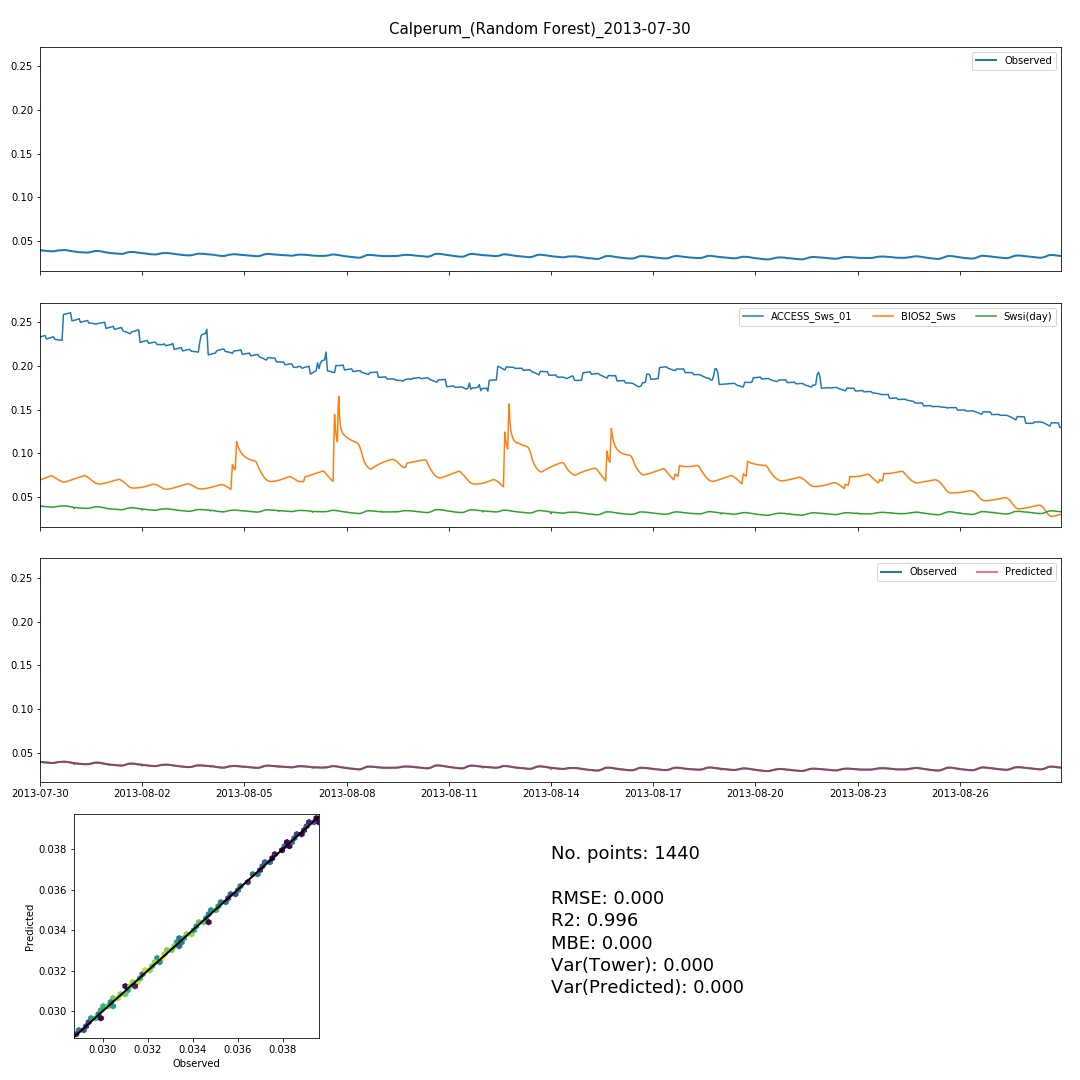 Calperum_(Random Forest)_2013-07-30
Observed
0.25
0.20
0.15
0.10
0.05
ACCESS_Sws_01 BIOS2_Sws Swsi(day)
0.25
0.20
0.15
0.10
0.05
Observed Predicted
0.25
0.20
0.15
0.10
0.05
2013-07-30 2013-08-02 2013-08-05 2013-08-08 2013-08-11 2013-08-14 2013-08-17 2013-08-20 2013-08-23 2013-08-26
Predicted
0.038
0.036
0.034
0.032
0.030
0.030 0.032 0.034 0.036 0.038
Observed
No. points: 1440
RMSE: 0.000
R2: 0.996
MBE: 0.000
Var(Tower): 0.000
Var(Predicted): 0.000